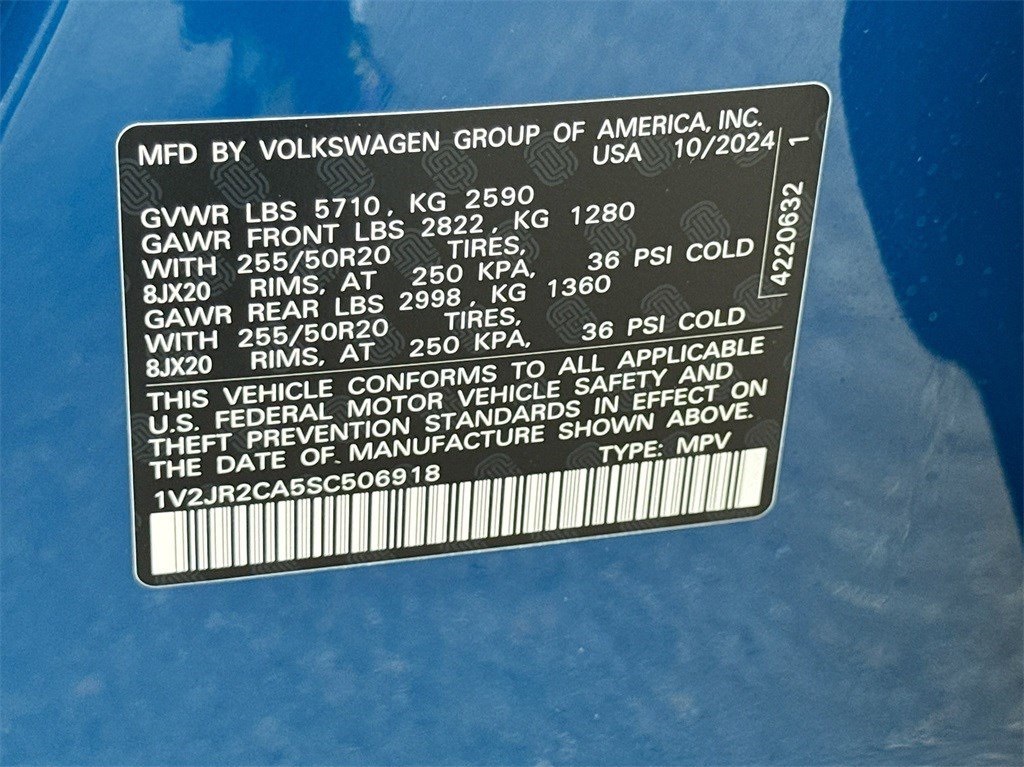 MFD BY VOLKSWAGEN GROUP OF AMERICA, INC.
USA 10/2024
GVWR LBS 5710, KG 2590
GAWR FRONT LBS 2822, KG 1280
WITH 255/50R20 TIRES,
8JX20 RIMS, AT 250 KPA, 36 PSI COLD
GAWR REAR LBS 2998, KG 1360
WITH 255/50R20 TIRES,
8JX20 RIMS, AT 250 KPA, 36 PSI COLD
4220632 1
THIS VEHICLE CONFORMS TO ALL APPLICABLE
U.S. FEDERAL MOTOR VEHICLE SAFETY AND
THEFT PREVENTION STANDARDS IN EFFECT ON
THE DATE OF MANUFACTURE SHOWN ABOVE.
1V2JR2CA5SC506918 TYPE: MPV